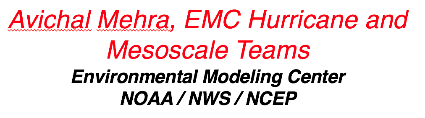 Avichal Mehra, EMC Hurricane and
Mesoscale Teams
Environmental Modeling Center
NOAA / NWS / NCEP